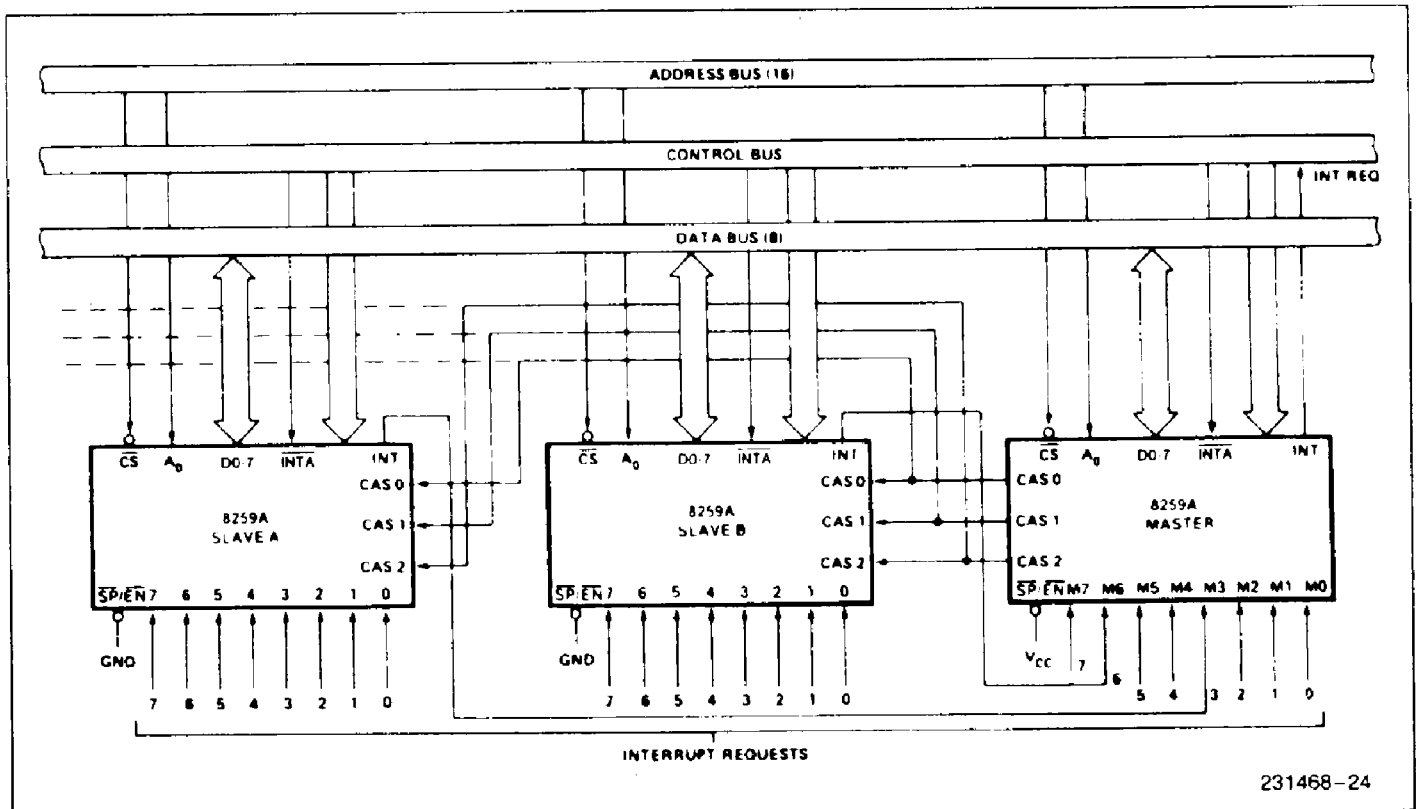 ADDRESS BUS (16)
CONTROL BUS
INT REQ
DATA BUS (8)
CS A0 D0-7 INTA INT
CAS 0
8259A
SLAVE A
CAS 1
CAS 2
SP/EN 7 6 5 4 3 2 1 0
GND
7 6 5 4 3 2 1 0
CS A0 D0-7 INTA INT
CAS 0
8259A
SLAVE B
CAS 1
CAS 2
SP/EN 7 6 5 4 3 2 1 0
GND
7 6 5 4 3 2 1 0
CS A0 D0-7 INTA INT
CAS 0
8259A
MASTER
CAS 1
CAS 2
SP/EN M7 M6 M5 M4 M3 M2 M1 M0
VCC
7 6 5 4 3 2 1 0
INTERRUPT REQUESTS
231468-24